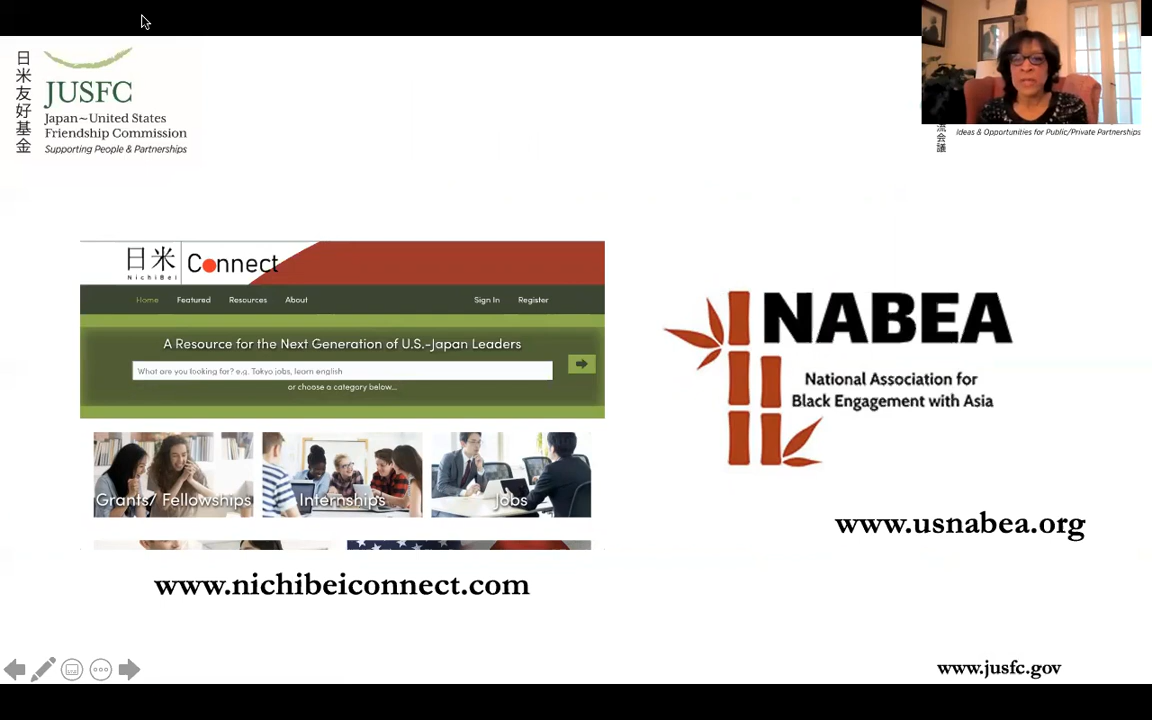 日米友好基金
JUSFC
Japan~United States
Friendship Commission
Supporting People & Partnerships
流会議
Ideas & Opportunities for Public/Private Partnerships
日米
NichiBei
Connect
Home Featured Resources About Sign In Register
A Resource for the Next Generation of U.S.-Japan Leaders
What are you looking for? e.g. Tokyo jobs, learn english
or choose a category below...
Grants/ Fellowships Internships Jobs
www.nichibeiconnect.com
NABEA
National Association for
Black Engagement with Asia
www.usnabea.org
www.jusfc.gov